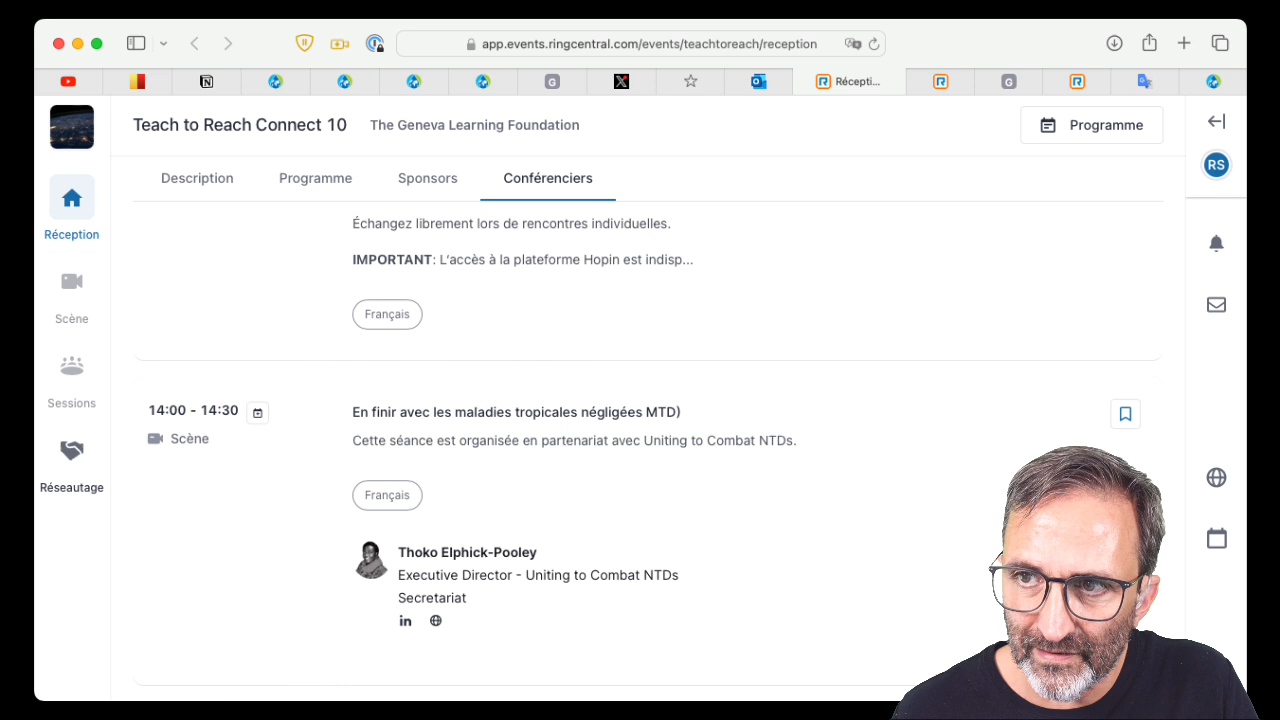 app.events.ringcentral.com/events/teachtoreach/reception
N
G
X
Récepti...
G
Teach to Reach Connect 10
The Geneva Learning Foundation
Programme
RS
Description
Programme
Sponsors
Conférenciers
Réception
Scène
Sessions
Réseautage
Échangez librement lors de rencontres individuelles.
IMPORTANT: L’accès à la plateforme Hopin est indisp...
Français
14:00 - 14:30
Scène
En finir avec les maladies tropicales négligées MTD)
Cette séance est organisée en partenariat avec Uniting to Combat NTDs.
Français
Thoko Elphick-Pooley
Executive Director - Uniting to Combat NTDs
Secretariat
in